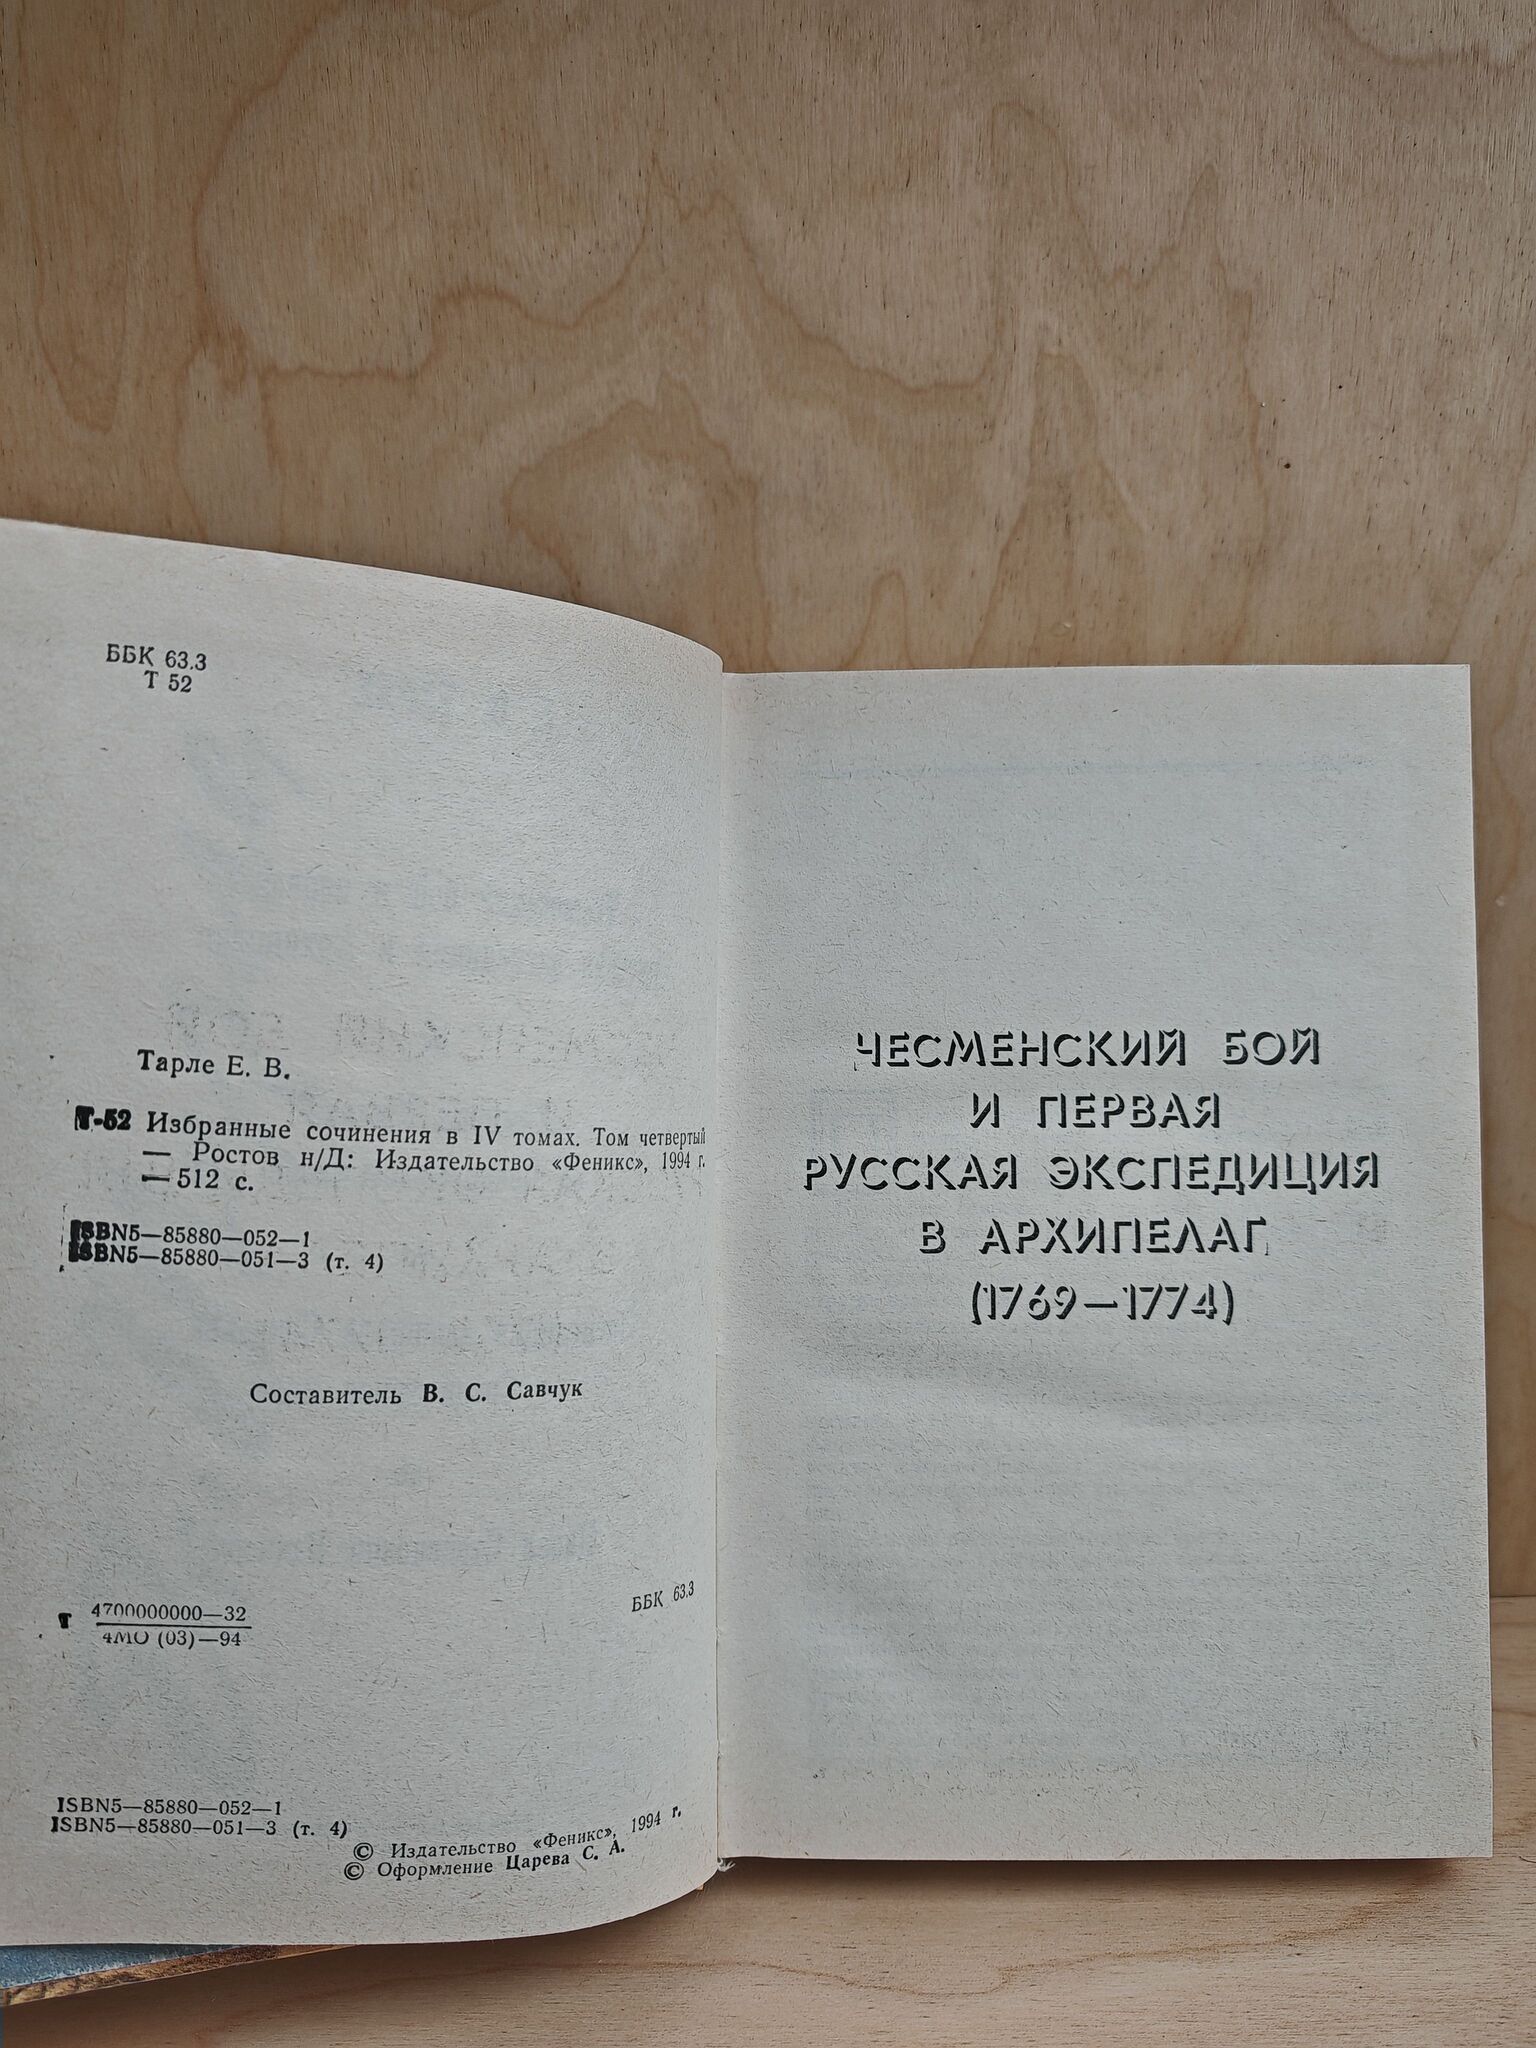 ББК 63.3
Т 52
Тарле Е. В.
Т-52 Избранные сочинения в IV томах. Том четвертый
— Ростов н/Д: Издательство «Феникс», 1994 г.
— 512 с.
ISBN5—85880—052—1
ISBN5—85880—051—3 (т. 4)
Составитель В. С. Савчук
Т 4700000000—32
4МО (03)—94
ББК 63.3
ISBN5—85880—052—1
ISBN5—85880—051—3 (т. 4)
© Издательство «Феникс», 1994 г.
© Оформление Царева С. А.
ЧЕСМЕНСКИЙ БОЙ
И ПЕРВАЯ
РУССКАЯ ЭКСПЕДИЦИЯ
В АРХИПЕЛАГ
(1769—1774)